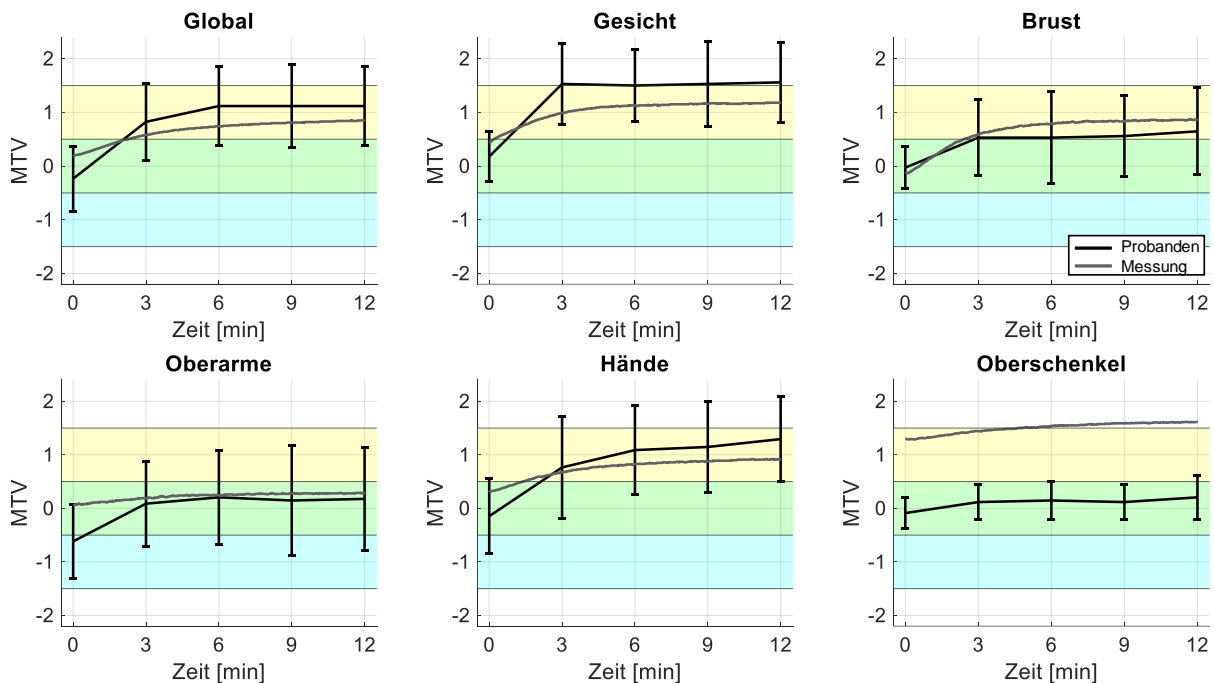 Global
2
1
0
-1
-2
MTV
0 3 6 9 12
Zeit [min]
Gesicht
2
1
0
-1
-2
MTV
0 3 6 9 12
Zeit [min]
Brust
2
1
0
-1
-2
MTV
Probanden
Messung
0 3 6 9 12
Zeit [min]
Oberarme
2
1
0
-1
-2
MTV
0 3 6 9 12
Zeit [min]
Hände
2
1
0
-1
-2
MTV
0 3 6 9 12
Zeit [min]
Oberschenkel
2
1
0
-1
-2
MTV
0 3 6 9 12
Zeit [min]